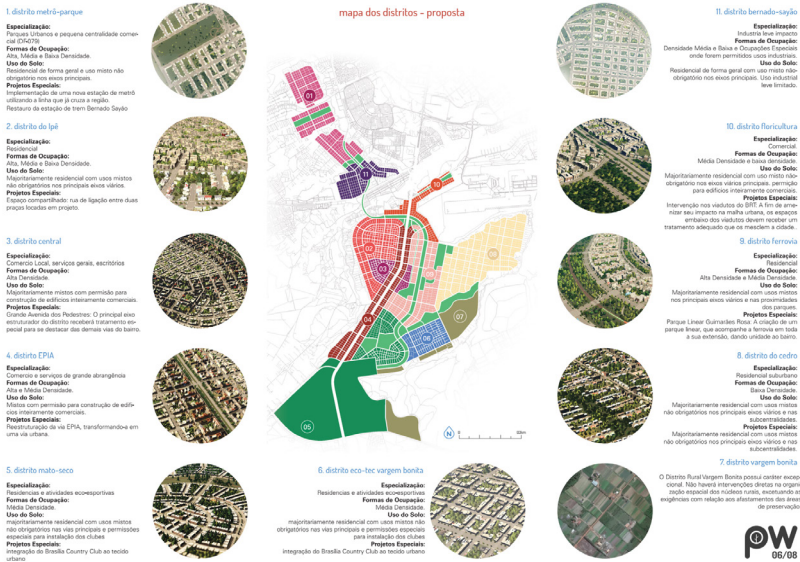 mapa dos distritos - proposta
1. distrito metrô-parque
Especialização:
Parques Urbanos e pequena centralidade comer-
cial (DF-079)
Formas de Ocupação:
Alta, Média e Baixa Densidade.
Uso do Solo:
Residencial de forma geral e uso misto não
obrigatório nos eixos principais.
Projetos Especiais:
Implementação de uma nova estação de metrô
utilizando a linha que já cruza a região.
Restauro da estação de trem Bernado Sayão
2. distrito do Ipê
Especialização:
Residencial
Formas de Ocupação:
Alta, Média e Baixa Densidade.
Uso do Solo:
Majoritariamente residencial com usos mistos
não obrigatórios nos principais eixos viários.
Projetos Especiais:
Espaço compartilhado: rua de ligação entre duas
praças locadas em projeto.
3. distrito central
Especialização:
Comercio Local, serviços gerais, escritórios
Formas de Ocupação:
Alta Densidade.
Uso do Solo:
Majoritariamente mistos com permisão para
construção de edifícios inteiramente comerciais.
Projetos Especiais:
Grande Avenida dos Pedestres: O principal eixo
estruturador do distrito receberá tratamento es-
pecial para se destacar das demais vias do bairro.
4. distirto EPIA
Especialização:
Comercio e serviços de grande abrangência
Formas de Ocupação:
Alta e Média Densidade.
Uso do Solo:
Mistos com permissão para construção de edifí-
cios inteiramente comerciais.
Projetos Especiais:
Reestruturação da via EPIA, transformando-a em
uma via urbana.
5. distrito mato-seco
Especialização:
Residencias e atividades eco-esportivas
Formas de Ocupação:
Média Densidade.
Uso do Solo:
majoritariamente residencial com usos mistos
não obrigatórios nas vias principais e permissões
especiais para instalação dos clubes
Projetos Especiais:
integração do Brasília Country Club ao tecido
urbano
6. distrito eco-tec vargem bonita
Especialização:
Residencias e atividades eco-esportivas
Formas de Ocupação:
Média Densidade.
Uso do Solo:
majoritariamente residencial com usos mistos
não obrigatórios nas vias principais e permissões
especiais para instalação dos clubes
Projetos Especiais:
integração do Brasília Country Club ao tecido urbano
01
11
10
02
03
09
08
04
07
06
05
N
0
11. distrito bernado-sayão
Especialização:
Industria leve impacto
Formas de Ocupação:
Densidade Média e Baixa e Ocupações Especiais
onde forem permitidos usos industriais.
Uso do Solo:
Residencial de forma geral com uso misto não-
obrigatório nos eixos principais. Uso industrial
leve limitado.
10. distrito floricultura
Especialização:
Comercial.
Formas de Ocupação:
Média Densidade e baixa densidade.
Uso do Solo:
Majoritariamente residencial com uso misto não-
obrigatório nos eixos viários principais. permição
para edifícios inteiramente comerciais.
Projetos Especiais:
Intervenção nos viadutos do BRT: A fim de ame-
nizar seu impacto na malha urbana, os espaços
embaixo dos viadutos devem receber um
tratamento adequado que os mesclem a cidade.
9. distrito ferrovia
Especialização:
Residencial
Formas de Ocupação:
Alta Densidade e Média Densidade.
Uso do Solo:
Majoritariamente residencial com usos mistos
nos principais eixos viários e nas proximidades
dos parques.
Projetos Especiais:
Parque Linear Guimarães Rosa: A criação de um
parque linear, que acompanhe a ferrovia em toda
a sua extensão, dando unidade ao bairro.
8. distrito do cedro
Especialização:
Residencial suburbano
Formas de Ocupação:
Baixa Densidade.
Uso do Solo:
Majoritariamente residencial com usos mistos
não obrigatórios nos principais eixos viários e nas
subcentralidades.
Projetos Especiais:
Majoritariamente residencial com usos mistos
não obrigatórios nos principais eixos viários e nas
subcentralidades.
7. distrito vargem bonita
O Distrito Rural Vargem Bonita possui caráter excep-
cional. Não haverá intervenções diretas na organi-
zação espacial dos núcleos rurais, excetuando as
exigências com relação aos afastamentos das áreas
de preservação
pw
06/08